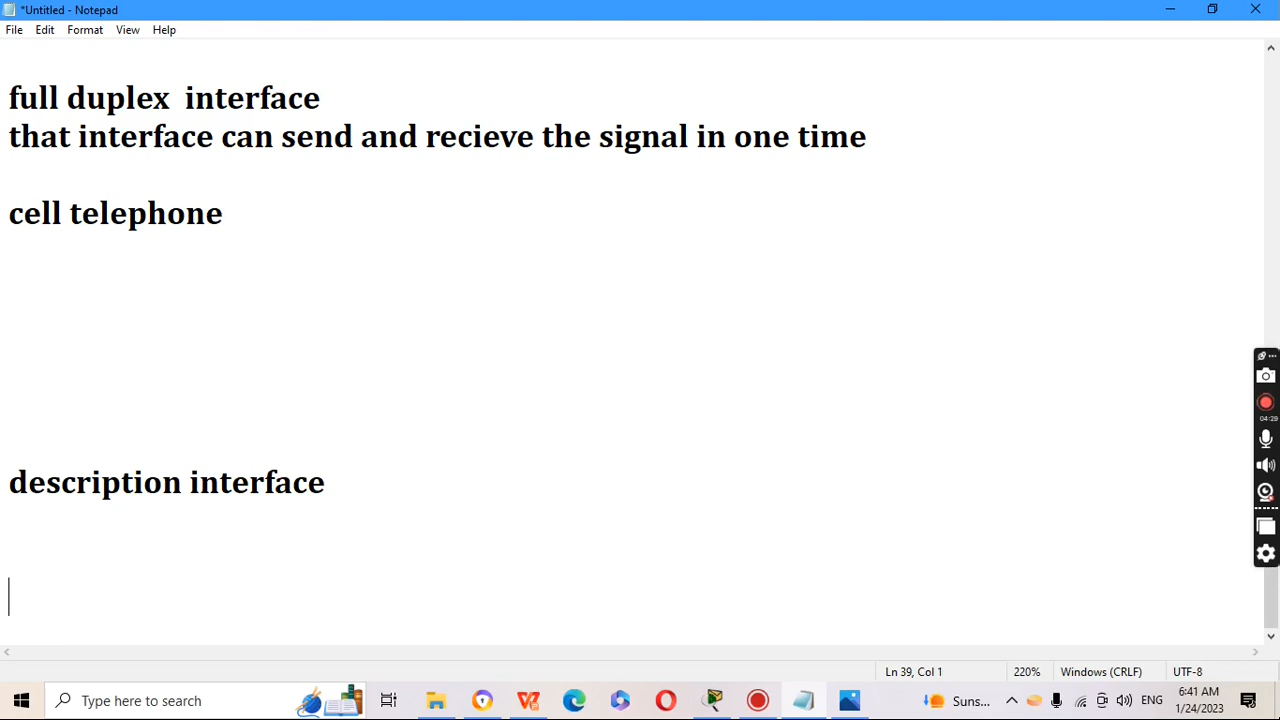 *Untitled - Notepad
File Edit Format View Help
full duplex  interface
that interface can send and recieve the signal in one time
cell telephone
description interface
04:29
Ln 39, Col 1 220% Windows (CRLF) UTF-8
Type here to search Suns... ENG 6:41 AM
1/24/2023